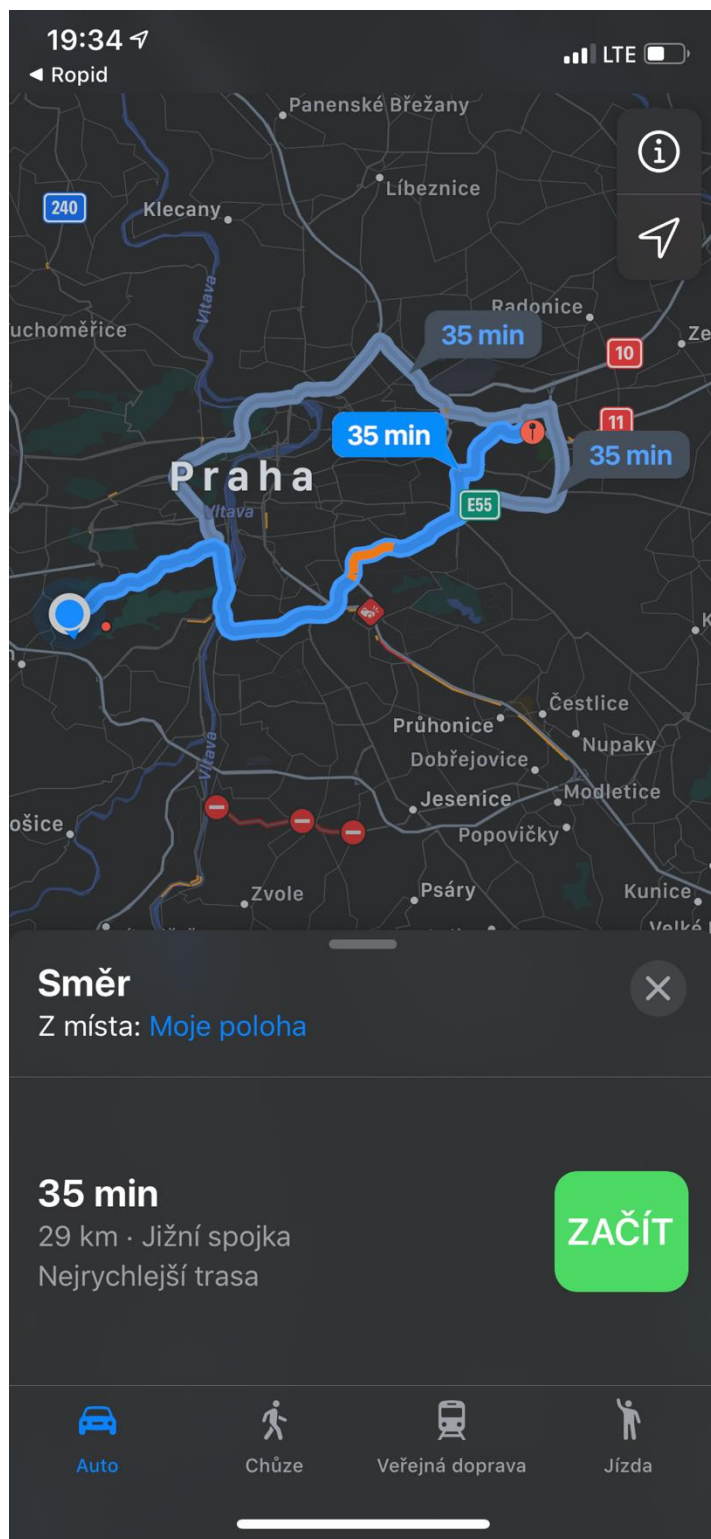 19:34
LTE
◀ Ropid
Panenské Břežany
Líbeznice
240
Klecany
Vltava
Radonice
uchoměřice
35 min
10
Ze
11
35 min
35 min
Praha
E55
Vltava
K
Čestlice
Průhonice
Nupaky
Vltava
Dobřejovice
Modletice
Jesenice
ošice
Popovičky
Zvole
Psáry
Kunice
Velké
Směr
Z místa: Moje poloha
35 min
29 km · Jižní spojka
Nejrychlejší trasa
ZAČÍT
Auto
Chůze
Veřejná doprava
Jízda